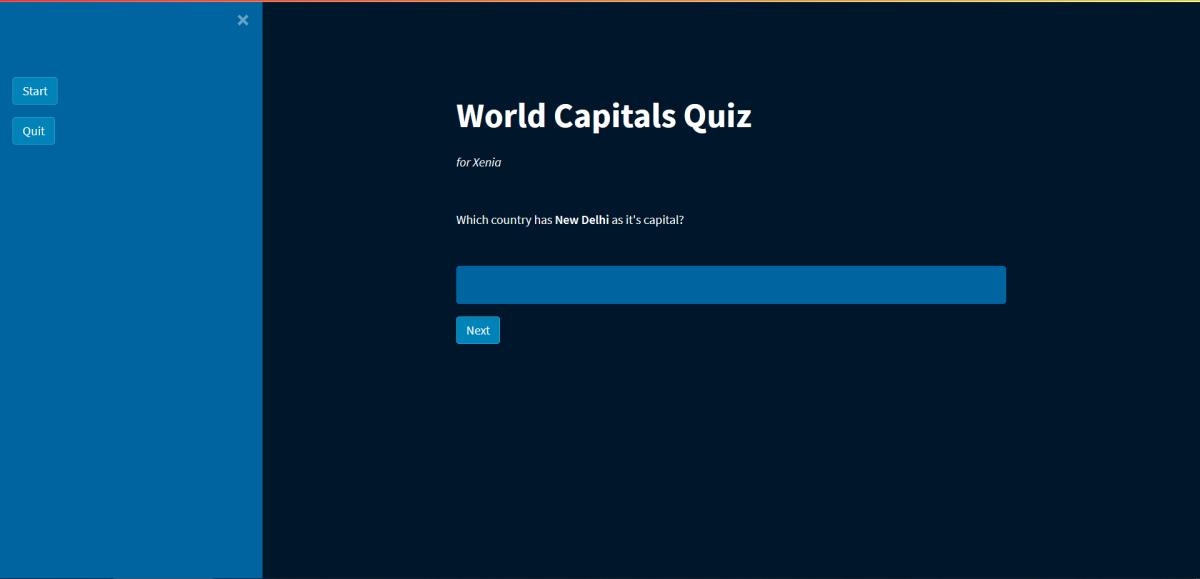 ×
Start
Quit
World Capitals Quiz
for Xenia
Which country has New Delhi as it's capital?
Next